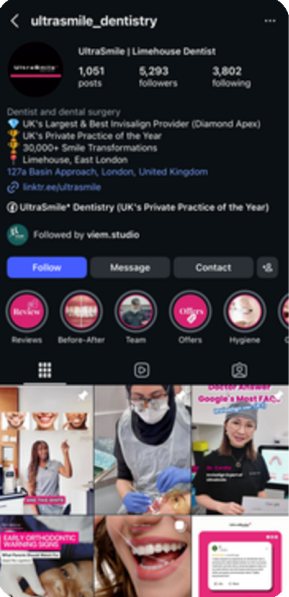 ultrasmile_dentistry
UltraSmile
UltraSmile | Limehouse Dentist
1,051 5,293 3,802
posts followers following
Dentist and dental surgery
💎 UK's Largest & Best Invisalign Provider (Diamond Apex)
🏆 UK's Private Practice of the Year
🏆 30,000+ Smile Transformations
📍 Limehouse, East London
127a Basin Approach, London, United Kingdom
linktr.ee/ultrasmile
UltraSmile® Dentistry (UK's Private Practice of the Year)
Followed by viem.studio
Follow Message Contact
Review Offers
Reviews Before-After Team Offers Hygiene
Doctor Answer
Google's Most FAQ
EARLY ORTHODONTIC
WARNING SIGNS: